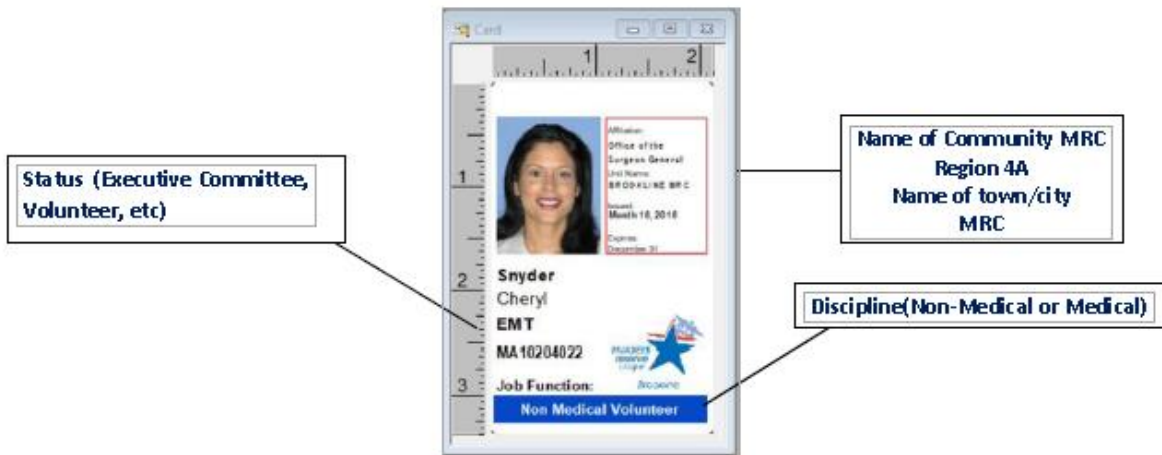 Card
1 2
Status (Executive Committee,
Volunteer, etc)
Name of Community MRC
Region 4A
Name of town/city
MRC
Discipline(Non-Medical or Medical)
Affiliation:
Office of the
Surgeon General
Unit Name:
BROOKLINE MRC
Issued:
March 18, 2018
Expires:
December 31
1
2
3
Snyder
Cheryl
EMT
MA10204022
Job Function:
Non Medical Volunteer